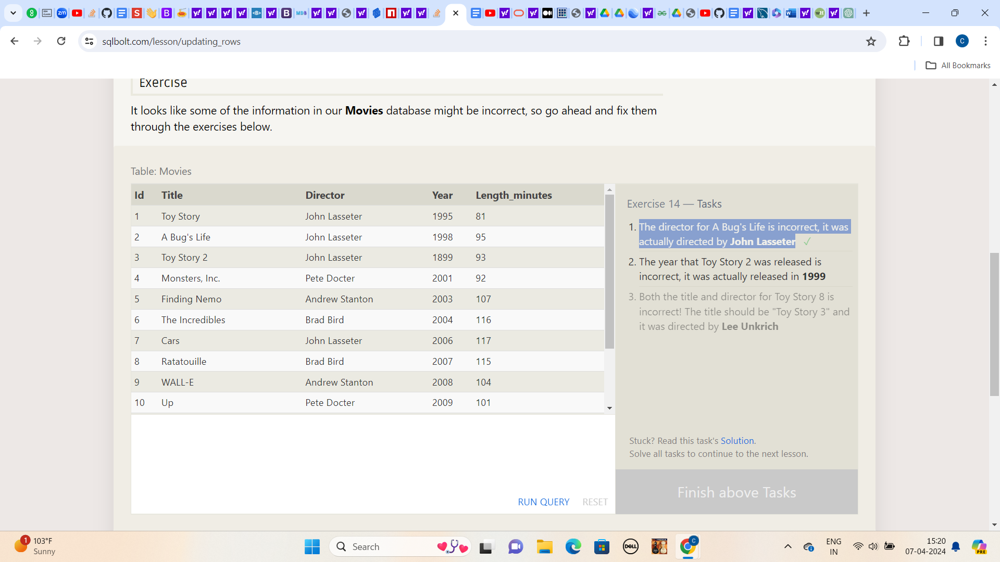 sqlbolt.com/lesson/updating_rows
C
All Bookmarks
Exercise
It looks like some of the information in our Movies database might be incorrect, so go ahead and fix them
through the exercises below.
Table: Movies
Id Title Director Year Length_minutes
1 Toy Story John Lasseter 1995 81
2 A Bug's Life John Lasseter 1998 95
3 Toy Story 2 John Lasseter 1899 93
4 Monsters, Inc. Pete Docter 2001 92
5 Finding Nemo Andrew Stanton 2003 107
6 The Incredibles Brad Bird 2004 116
7 Cars John Lasseter 2006 117
8 Ratatouille Brad Bird 2007 115
9 WALL-E Andrew Stanton 2008 104
10 Up Pete Docter 2009 101
RUN QUERY RESET
Exercise 14 — Tasks
1. The director for A Bug's Life is incorrect, it was
actually directed by John Lasseter ✓
2. The year that Toy Story 2 was released is
incorrect, it was actually released in 1999
3. Both the title and director for Toy Story 8 is
incorrect! The title should be "Toy Story 3" and
it was directed by Lee Unkrich
Stuck? Read this task's Solution.
Solve all tasks to continue to the next lesson.
Finish above Tasks
1
103°F
Sunny
Search
DELL
C
ENG
IN
15:20
07-04-2024
PRE